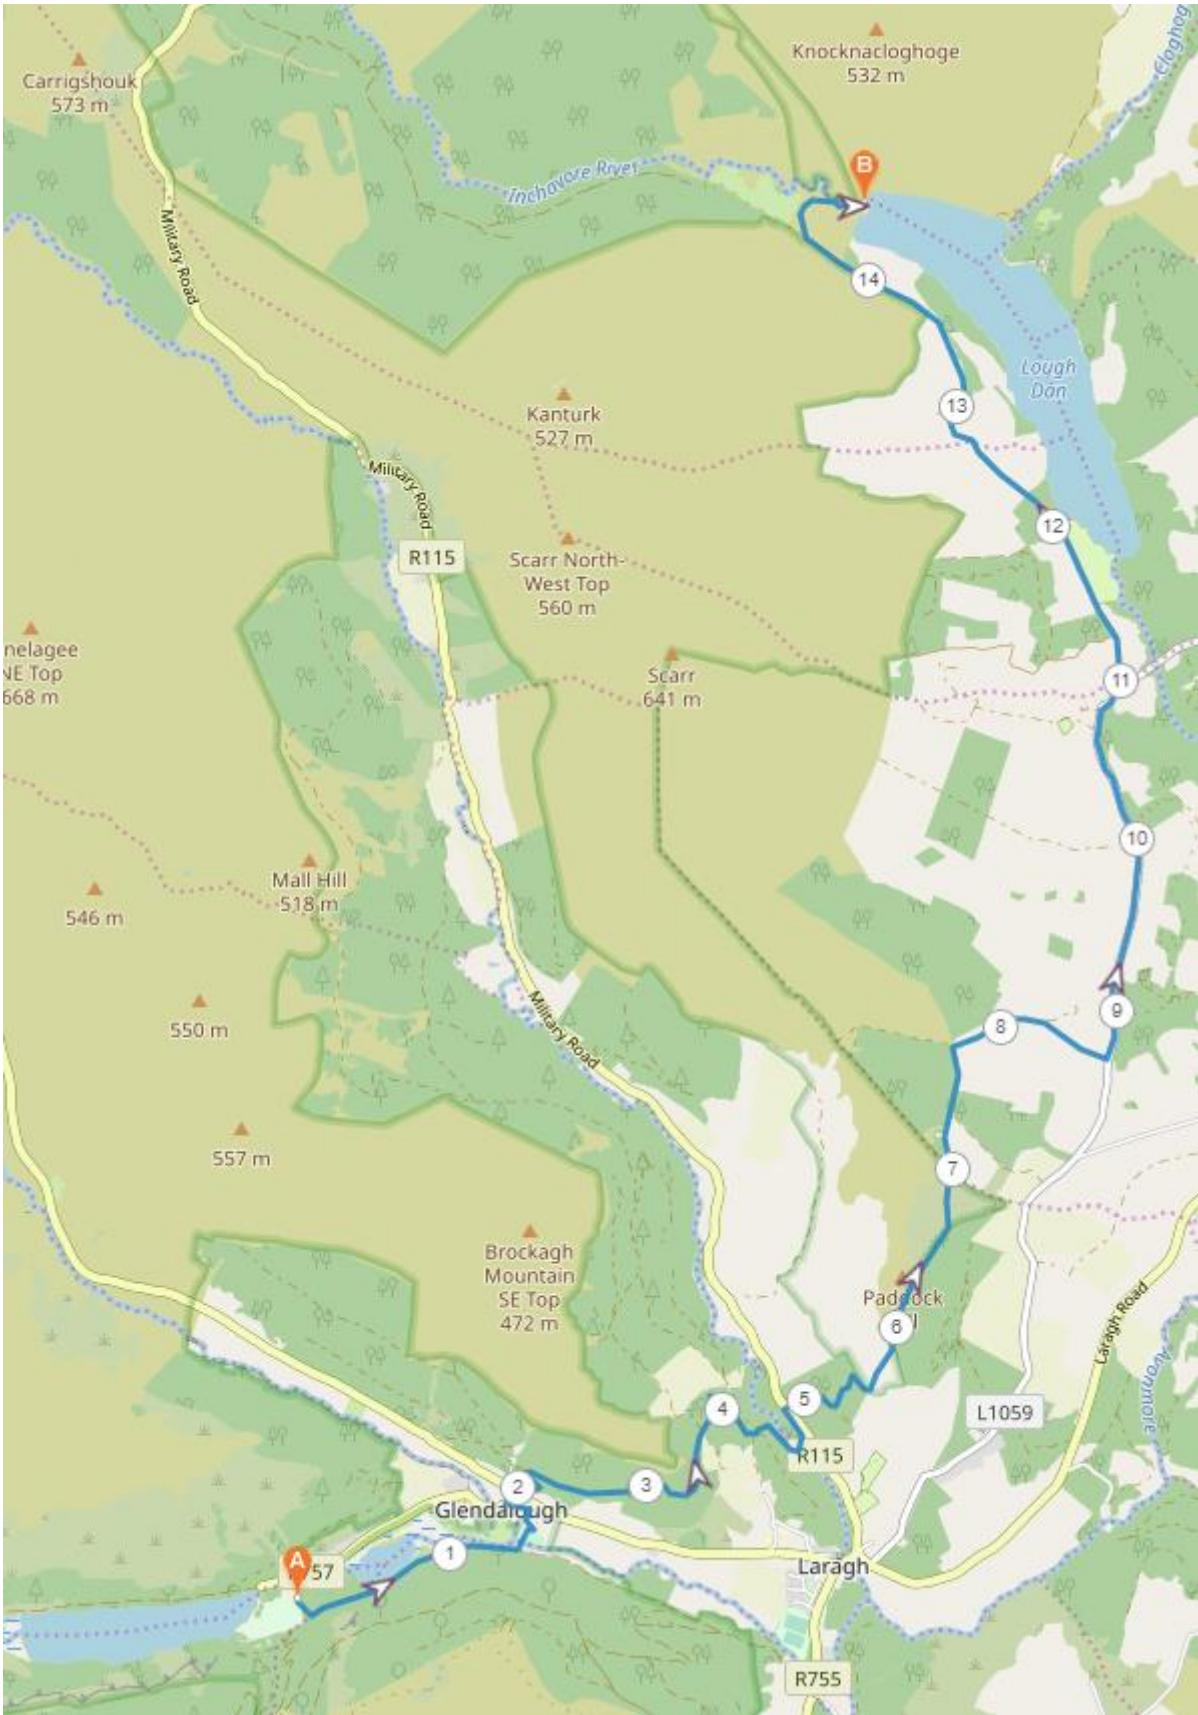 Carrigshouk
573 m
Knocknacloghoge
532 m
Cloghog
Inchavore River
B
Military Road
14
Lough
Dán
13
Kanturk
527 m
Military Road
12
R115
Scarr North-
West Top
560 m
nelagee
NE Top
668 m
Scarr
641 m
11
10
Mall Hill
518 m
546 m
9
8
550 m
Military Road
557 m
7
Brockagh
Mountain
SE Top
472 m
Paddock
6
Laragh Road
Avonmore
5
4
L1059
R115
3
2
Glendalough
1
A
57
Laragh
R755